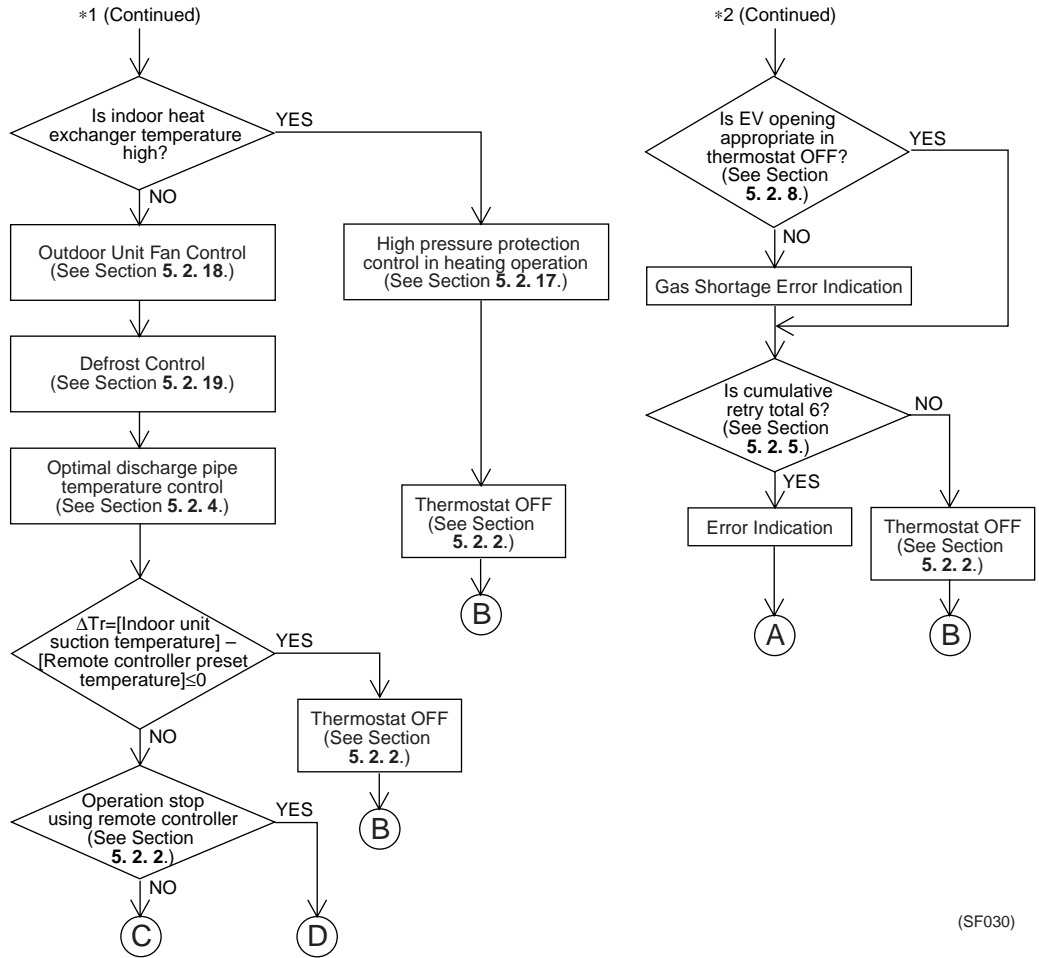 *1 (Continued)
Is indoor heat
exchanger temperature
high?
YES
NO
Outdoor Unit Fan Control
(See Section 5. 2. 18.)
High pressure protection
control in heating operation
(See Section 5. 2. 17.)
Defrost Control
(See Section 5. 2. 19.)
Optimal discharge pipe
temperature control
(See Section 5. 2. 4.)
Thermostat OFF
(See Section
5. 2. 2.)
B
∆Tr=[Indoor unit
suction temperature] –
[Remote controller preset
temperature]≤0
YES
NO
Thermostat OFF
(See Section
5. 2. 2.)
B
Operation stop
using remote controller
(See Section
5. 2. 2.)
YES
NO
C
D
*2 (Continued)
Is EV opening
appropriate in
thermostat OFF?
(See Section
5. 2. 8.)
YES
NO
Gas Shortage Error Indication
Is cumulative
retry total 6?
(See Section
5. 2. 5.)
NO
YES
Error Indication
Thermostat OFF
(See Section
5. 2. 2.)
A
B
(SF030)